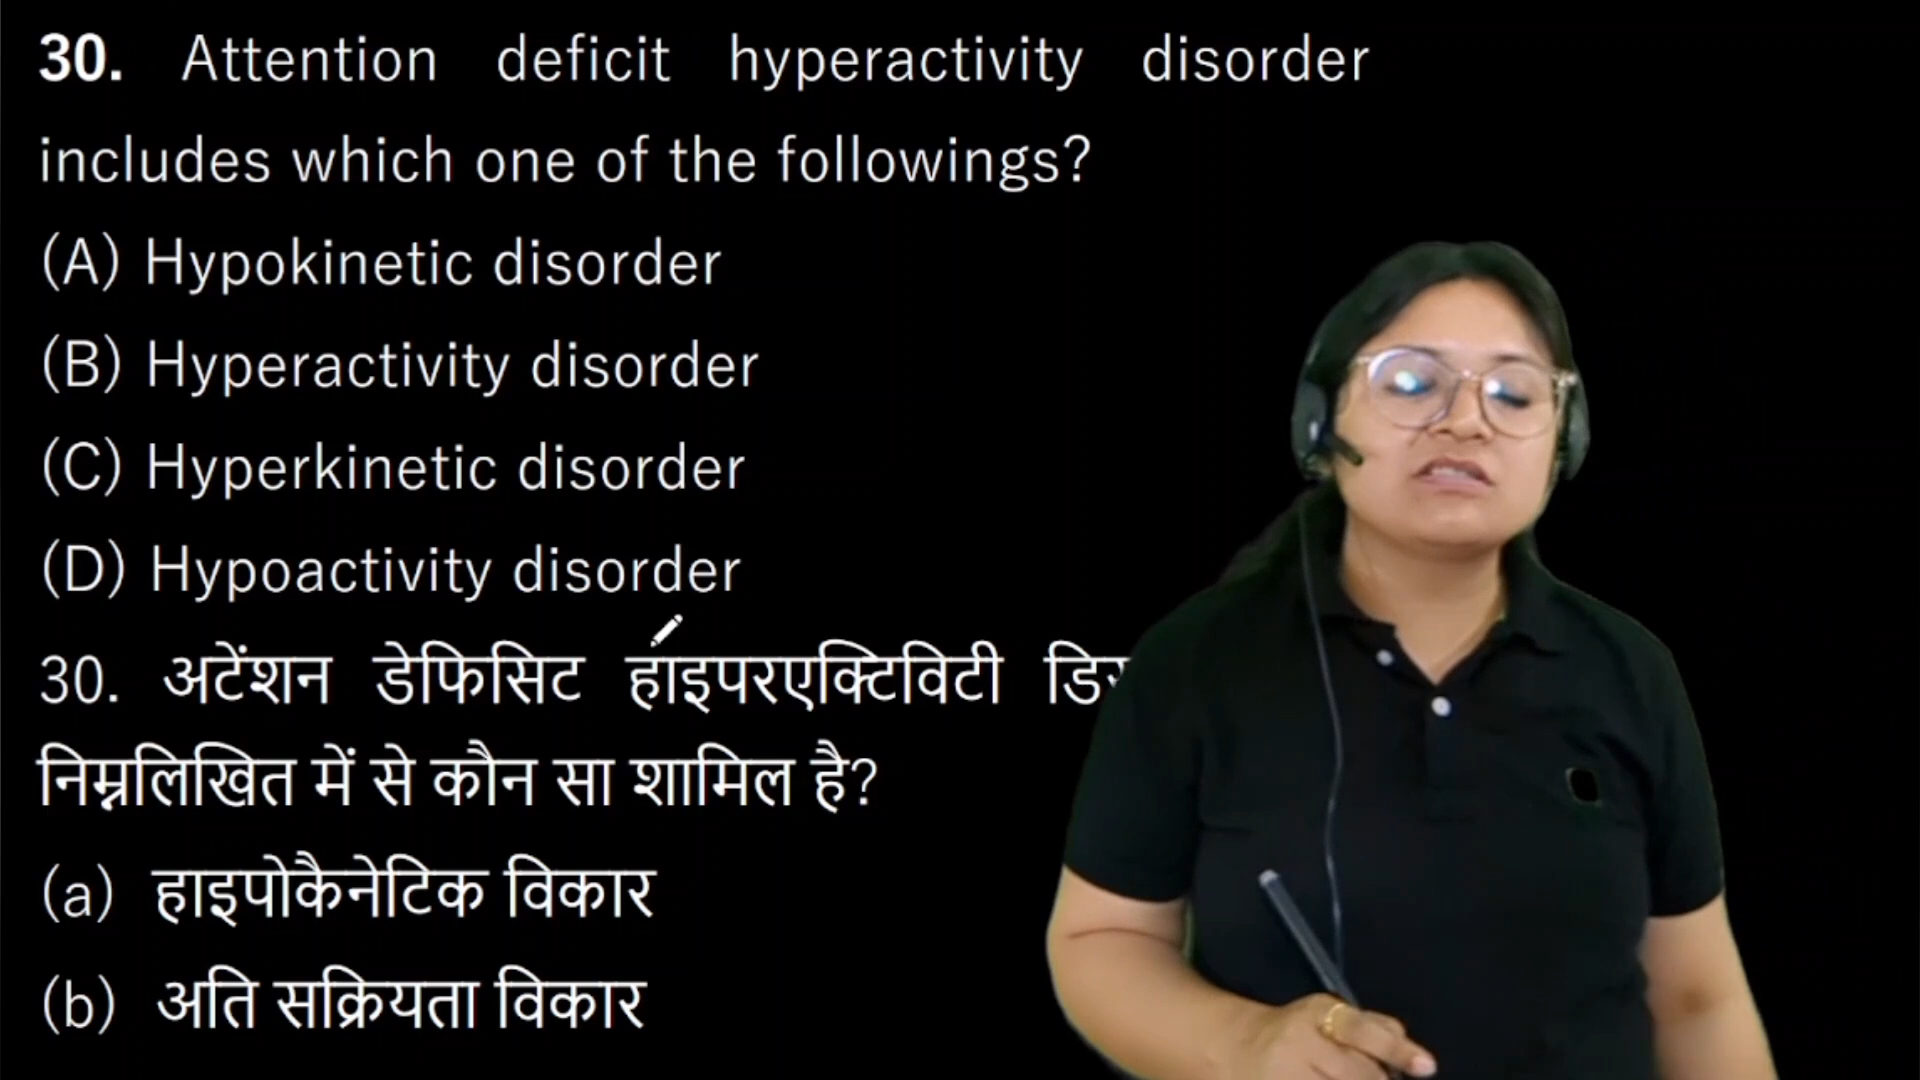 30. Attention deficit hyperactivity disorder
includes which one of the followings?
(A) Hypokinetic disorder
(B) Hyperactivity disorder
(C) Hyperkinetic disorder
(D) Hypoactivity disorder
30. अटेंशन डेफिसिट हाइपरएक्टिविटी
निम्नलिखित में से कौन सा शामिल है?
(a) हाइपोकैनेटिक विकार
(b) अति सक्रियता विकार